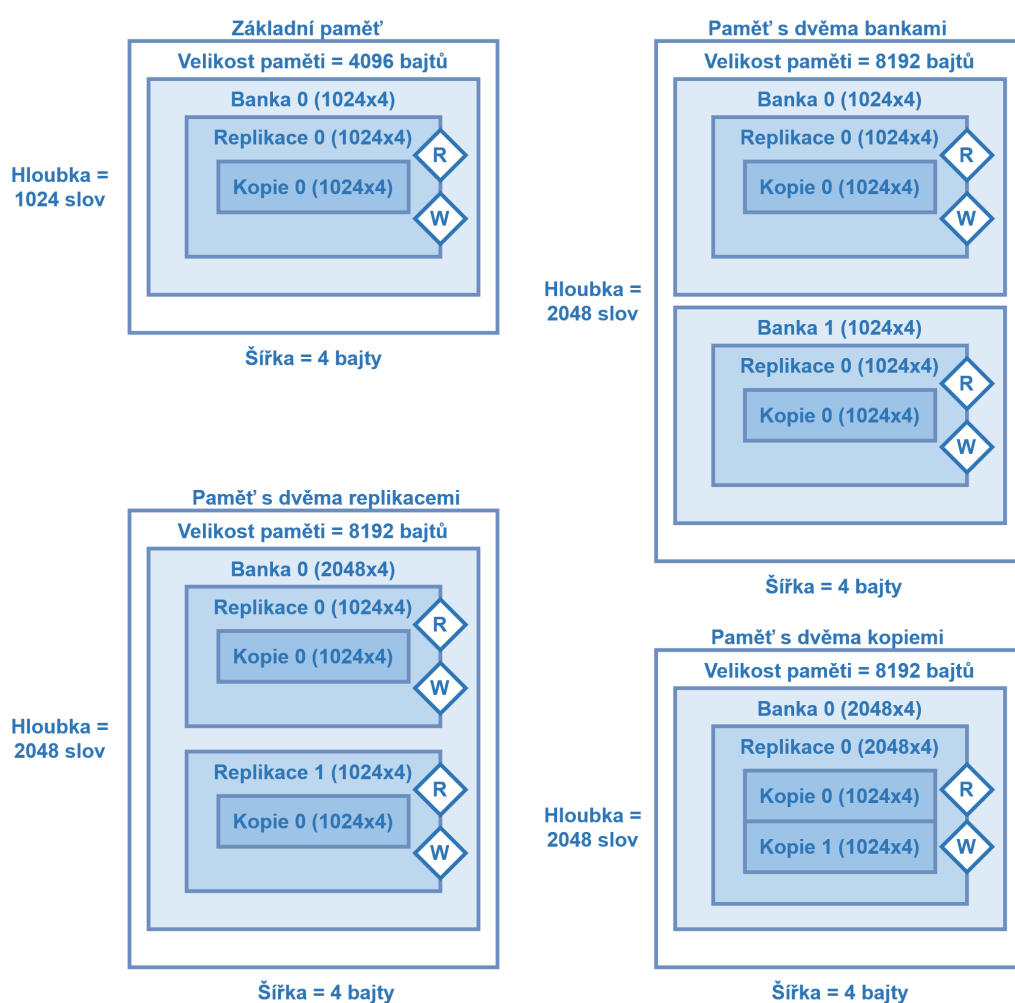 Základní paměť
Velikost paměti = 4096 bajtů
Banka 0 (1024x4)
Replikace 0 (1024x4)
R
Kopie 0 (1024x4)
W
Hloubka =
1024 slov
Šířka = 4 bajty
Paměť s dvěma bankami
Velikost paměti = 8192 bajtů
Banka 0 (1024x4)
Replikace 0 (1024x4)
R
Kopie 0 (1024x4)
W
Hloubka =
2048 slov
Banka 1 (1024x4)
Replikace 0 (1024x4)
R
Kopie 0 (1024x4)
W
Šířka = 4 bajty
Paměť s dvěma replikacemi
Velikost paměti = 8192 bajtů
Banka 0 (2048x4)
Replikace 0 (1024x4)
R
Kopie 0 (1024x4)
W
Hloubka =
2048 slov
Replikace 1 (1024x4)
R
Kopie 0 (1024x4)
W
Šířka = 4 bajty
Paměť s dvěma kopiemi
Velikost paměti = 8192 bajtů
Banka 0 (2048x4)
Replikace 0 (2048x4)
R
Kopie 0 (1024x4)
Hloubka =
2048 slov
Kopie 1 (1024x4)
W
Šířka = 4 bajty